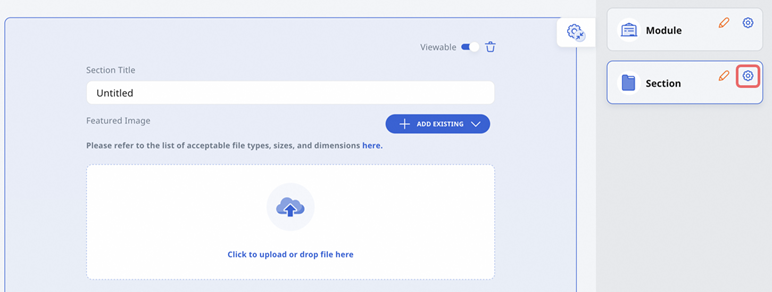 Viewable
Section Title
Untitled
Featured Image
ADD EXISTING
Please refer to the list of acceptable file types, sizes, and dimensions here.
Click to upload or drop file here
Module
Section